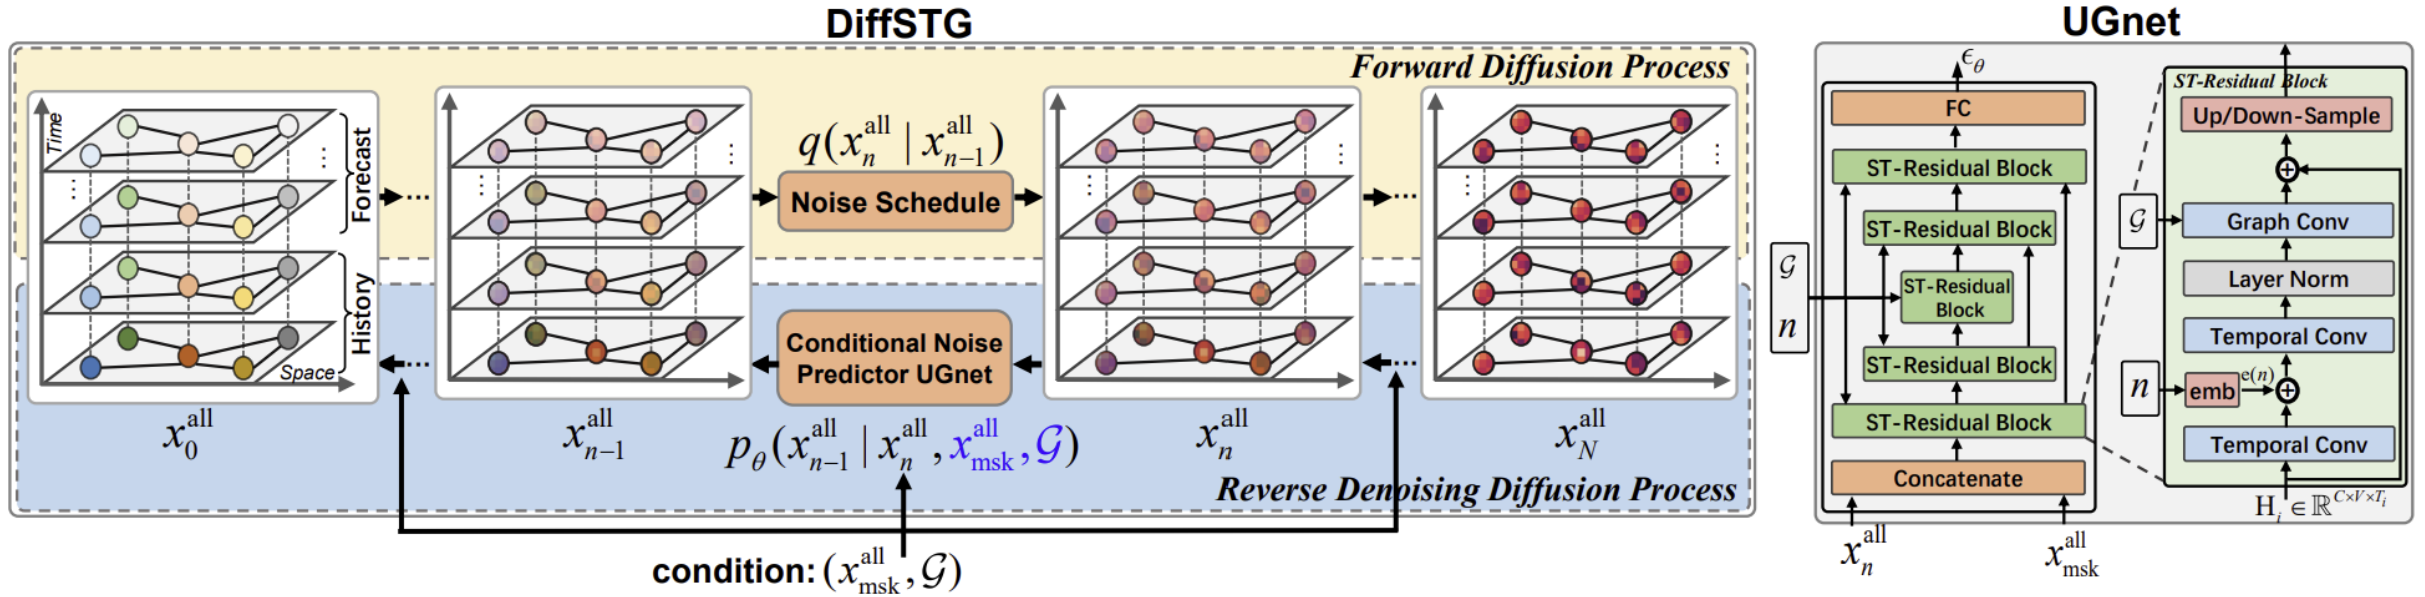 DiffSTG
Forward Diffusion Process
Time
Forecast
History
Space
...
q(x_n^all | x_{n-1}^all)
Noise Schedule
Conditional Noise
Predictor UGnet
p_θ(x_{n-1}^all | x_n^all, x_msk^all, 𝒢)
x_0^all
x_{n-1}^all
x_n^all
x_N^all
Reverse Denoising Diffusion Process
condition: (x_msk^all, 𝒢)
UGnet
ϵ_θ
FC
ST-Residual Block
ST-Residual Block
ST-Residual
Block
ST-Residual Block
ST-Residual Block
Concatenate
𝒢
n
x_n^all
x_msk^all
ST-Residual Block
Up/Down-Sample
+
𝒢
Graph Conv
Layer Norm
Temporal Conv
n
emb
e(n)
+
Temporal Conv
H_i ∈ ℝ^{C×V×T_i}